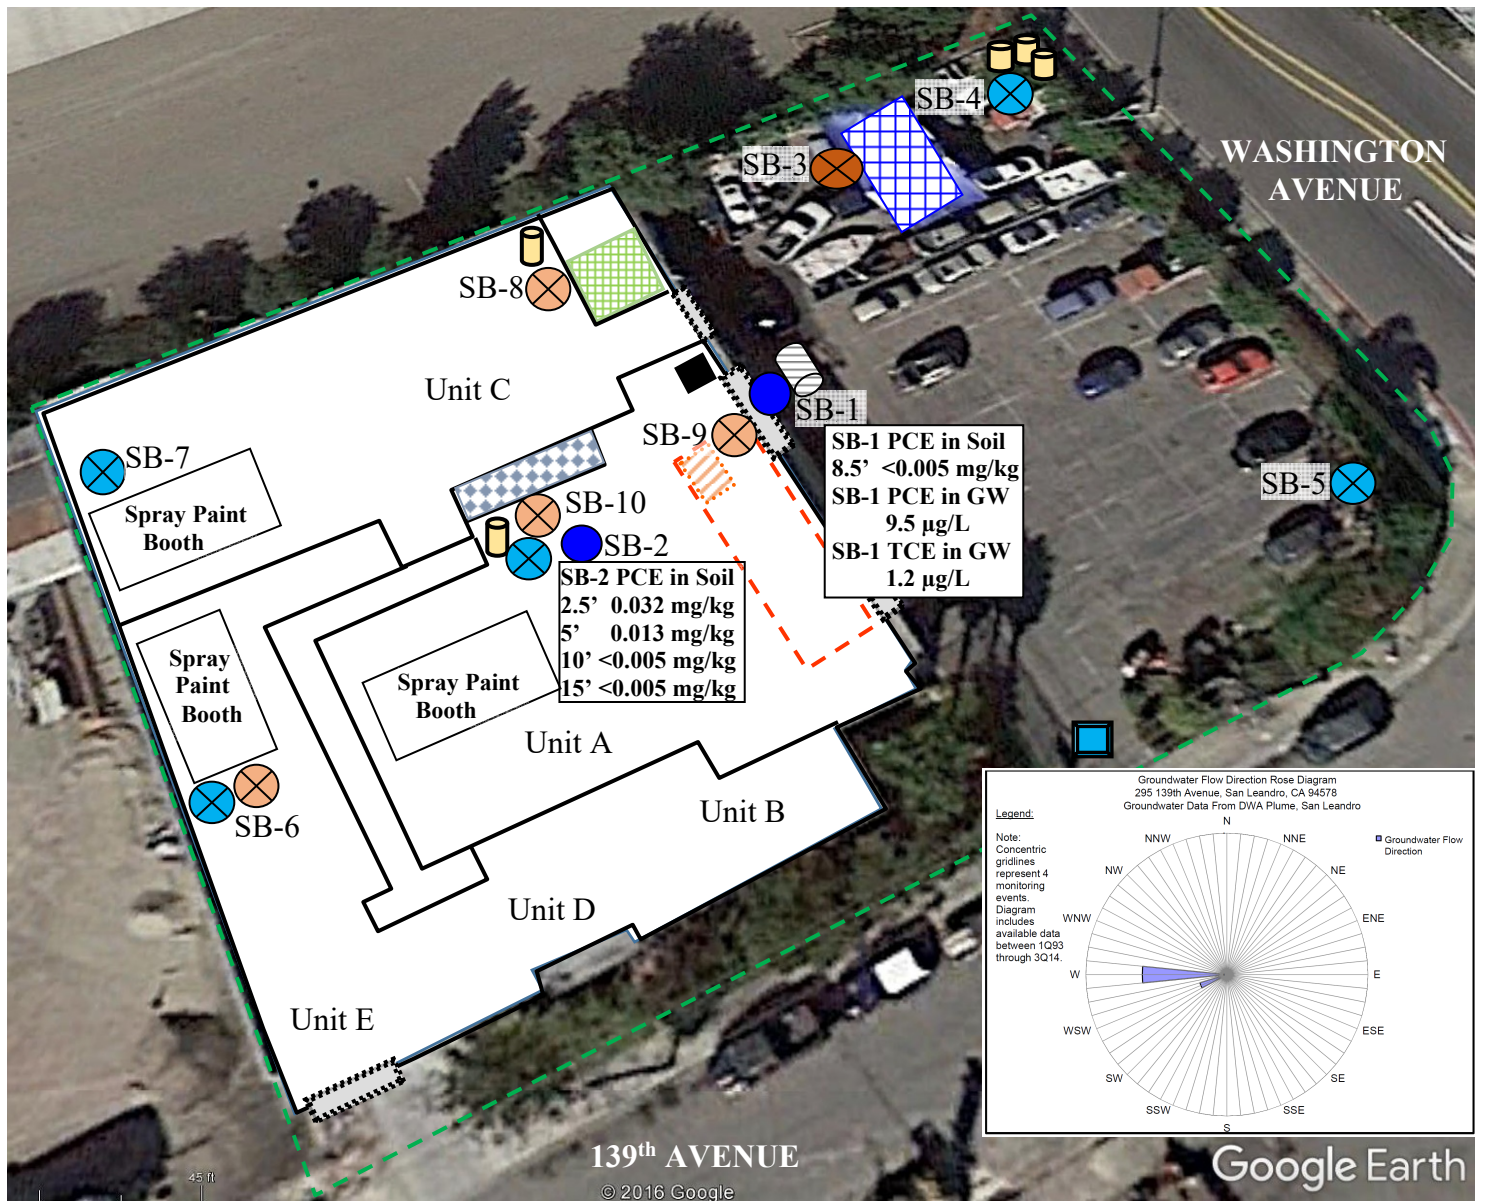 SB-4
WASHINGTON
AVENUE
SB-3
SB-8
Unit C
SB-1
SB-9
SB-1 PCE in Soil
8.5’ <0.005 mg/kg
SB-1 PCE in GW
9.5 µg/L
SB-1 TCE in GW
1.2 µg/L
SB-7
Spray Paint
Booth
SB-5
SB-10
SB-2
SB-2 PCE in Soil
2.5’ 0.032 mg/kg
5’ 0.013 mg/kg
10’ <0.005 mg/kg
15’ <0.005 mg/kg
Spray
Paint
Booth
Spray Paint
Booth
Unit A
Unit B
SB-6
Unit D
Unit E
Groundwater Flow Direction Rose Diagram
295 139th Avenue, San Leandro, CA 94578
Groundwater Data From DWA Plume, San Leandro
Legend:
Note:
Concentric
gridlines
represent 4
monitoring
events.
Diagram
includes
available data
between 1Q93
through 3Q14.
N
NNW
NNE
Groundwater Flow
Direction
NW
NE
WNW
ENE
W
E
WSW
ESE
SW
SE
SSW
SSE
S
139th AVENUE
45 ft
© 2016 Google
Google Earth